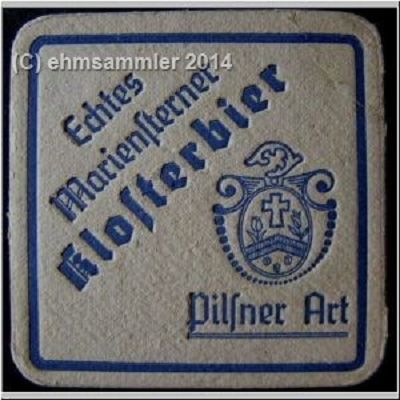 (C) ehmsammler 2014
Echtes
Marienſterner
Kloſterbier
Pilſner Art